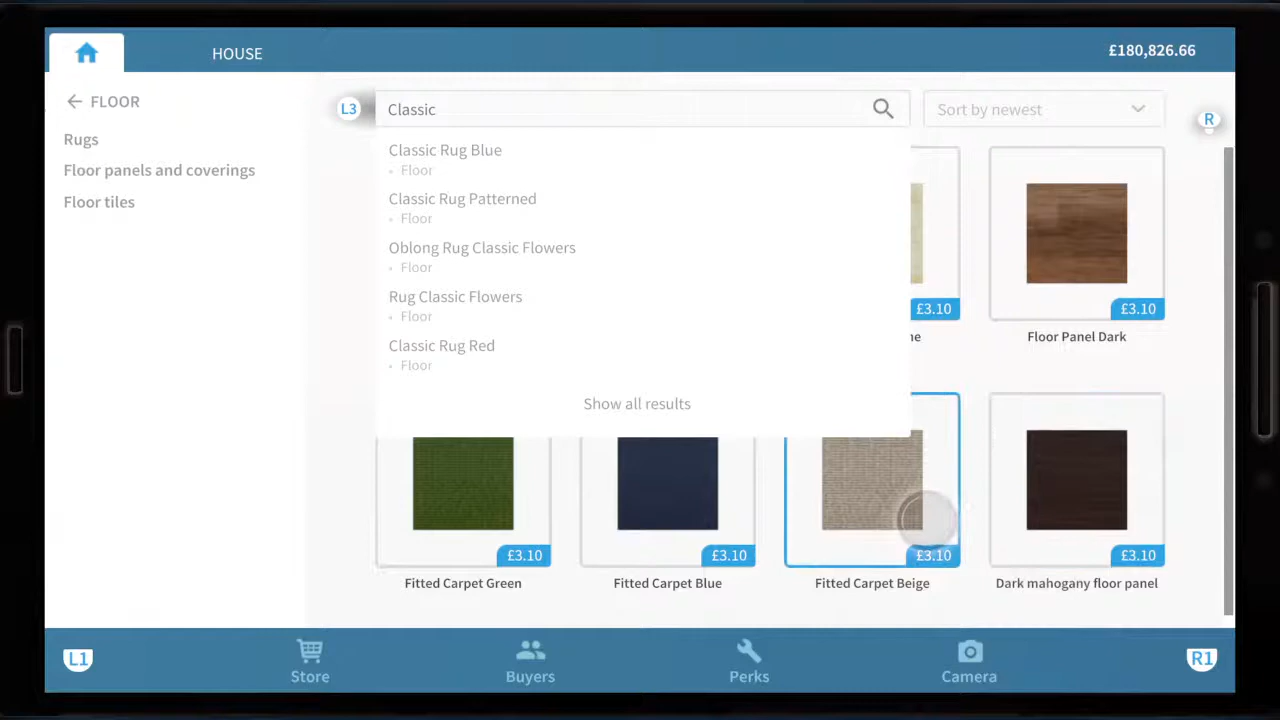 HOUSE
£180,826.66
FLOOR
Rugs
Floor panels and coverings
Floor tiles
L3
Classic
Sort by newest
R
Classic Rug Blue
Floor
Classic Rug Patterned
Floor
Oblong Rug Classic Flowers
Floor
Rug Classic Flowers
Floor
Classic Rug Red
Floor
Show all results
£3.10
£3.10
Floor Panel Dark
£3.10
£3.10
£3.10
£3.10
Fitted Carpet Green
Fitted Carpet Blue
Fitted Carpet Beige
Dark mahogany floor panel
L1
Store
Buyers
Perks
Camera
R1